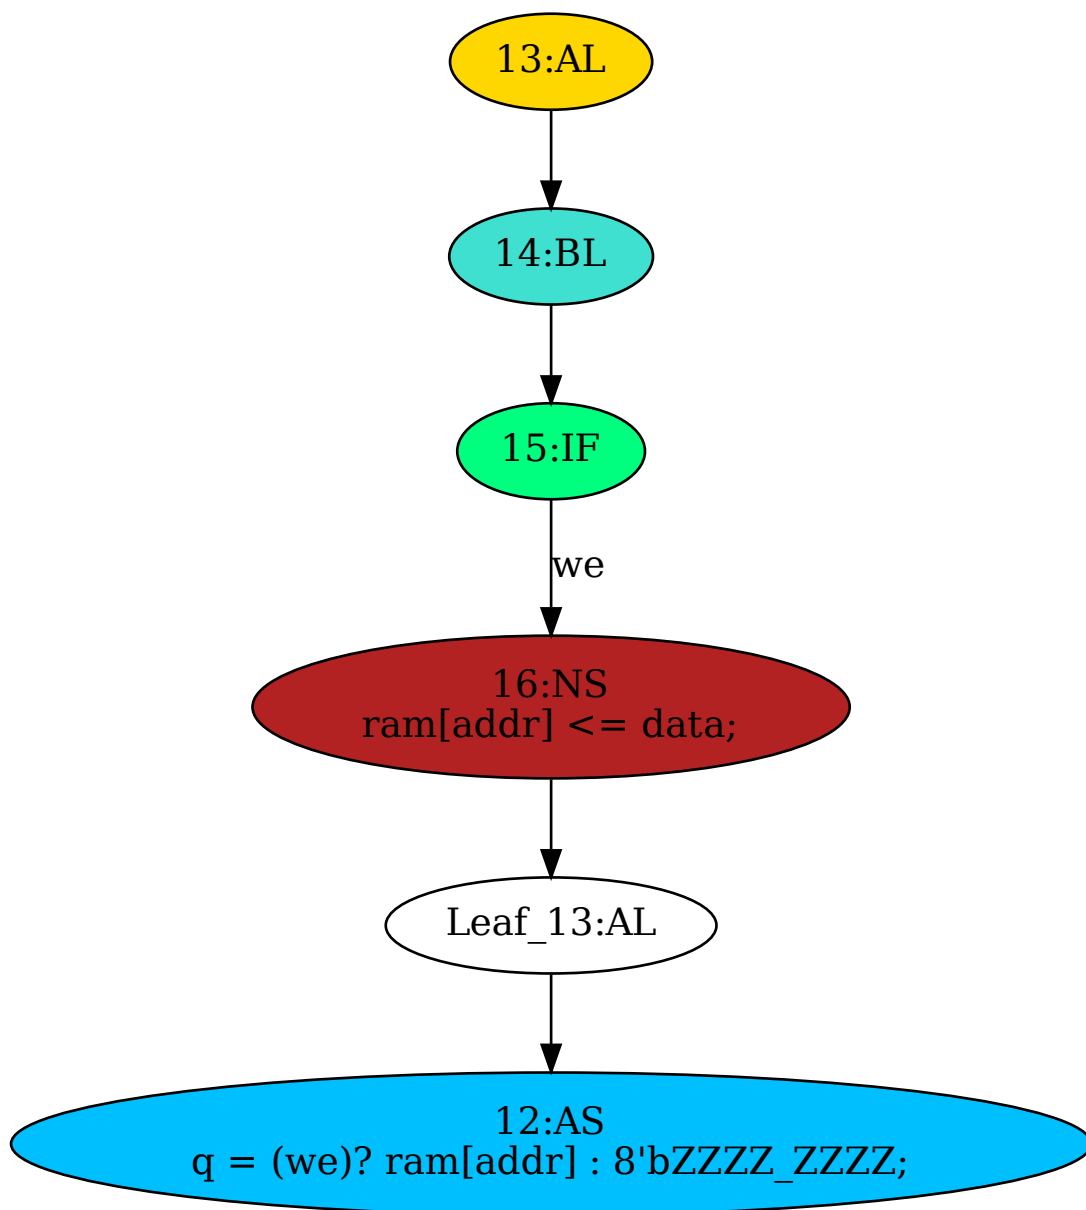 13:AL
14:BL
15:IF
we
16:NS
ram[addr] <= data;
Leaf_13:AL
12:AS
q = (we)? ram[addr] : 8'bZZZZ_ZZZZ;